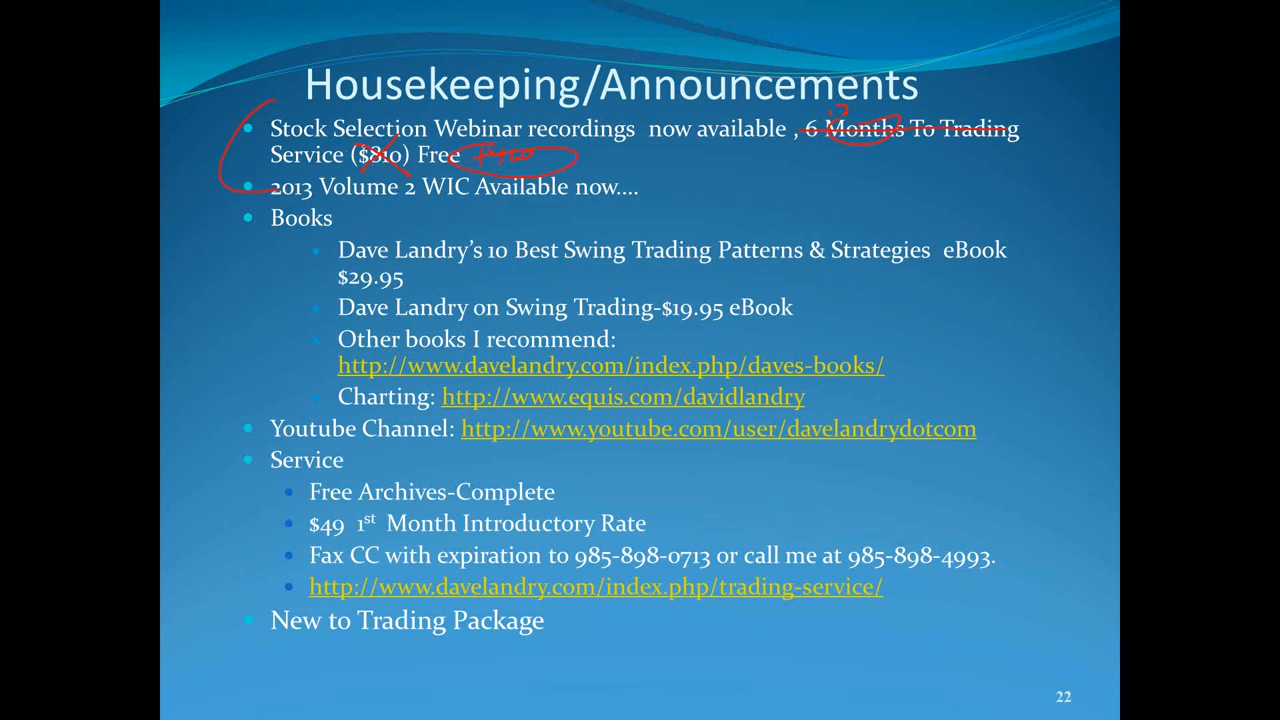 Housekeeping/Announcements
Stock Selection Webinar recordings now available , 6 Months To Trading
Service ($810) Free
2013 Volume 2 WIC Available now....
Books
Dave Landry's 10 Best Swing Trading Patterns & Strategies eBook
$29.95
Dave Landry on Swing Trading-$19.95 eBook
Other books I recommend:
http://www.davelandry.com/index.php/daves-books/
Charting: http://www.equis.com/davidlandry
Youtube Channel: http://www.youtube.com/user/davelandrydotcom
Service
Free Archives-Complete
$49 1st Month Introductory Rate
Fax CC with expiration to 985-898-0713 or call me at 985-898-4993.
http://www.davelandry.com/index.php/trading-service/
New to Trading Package
22